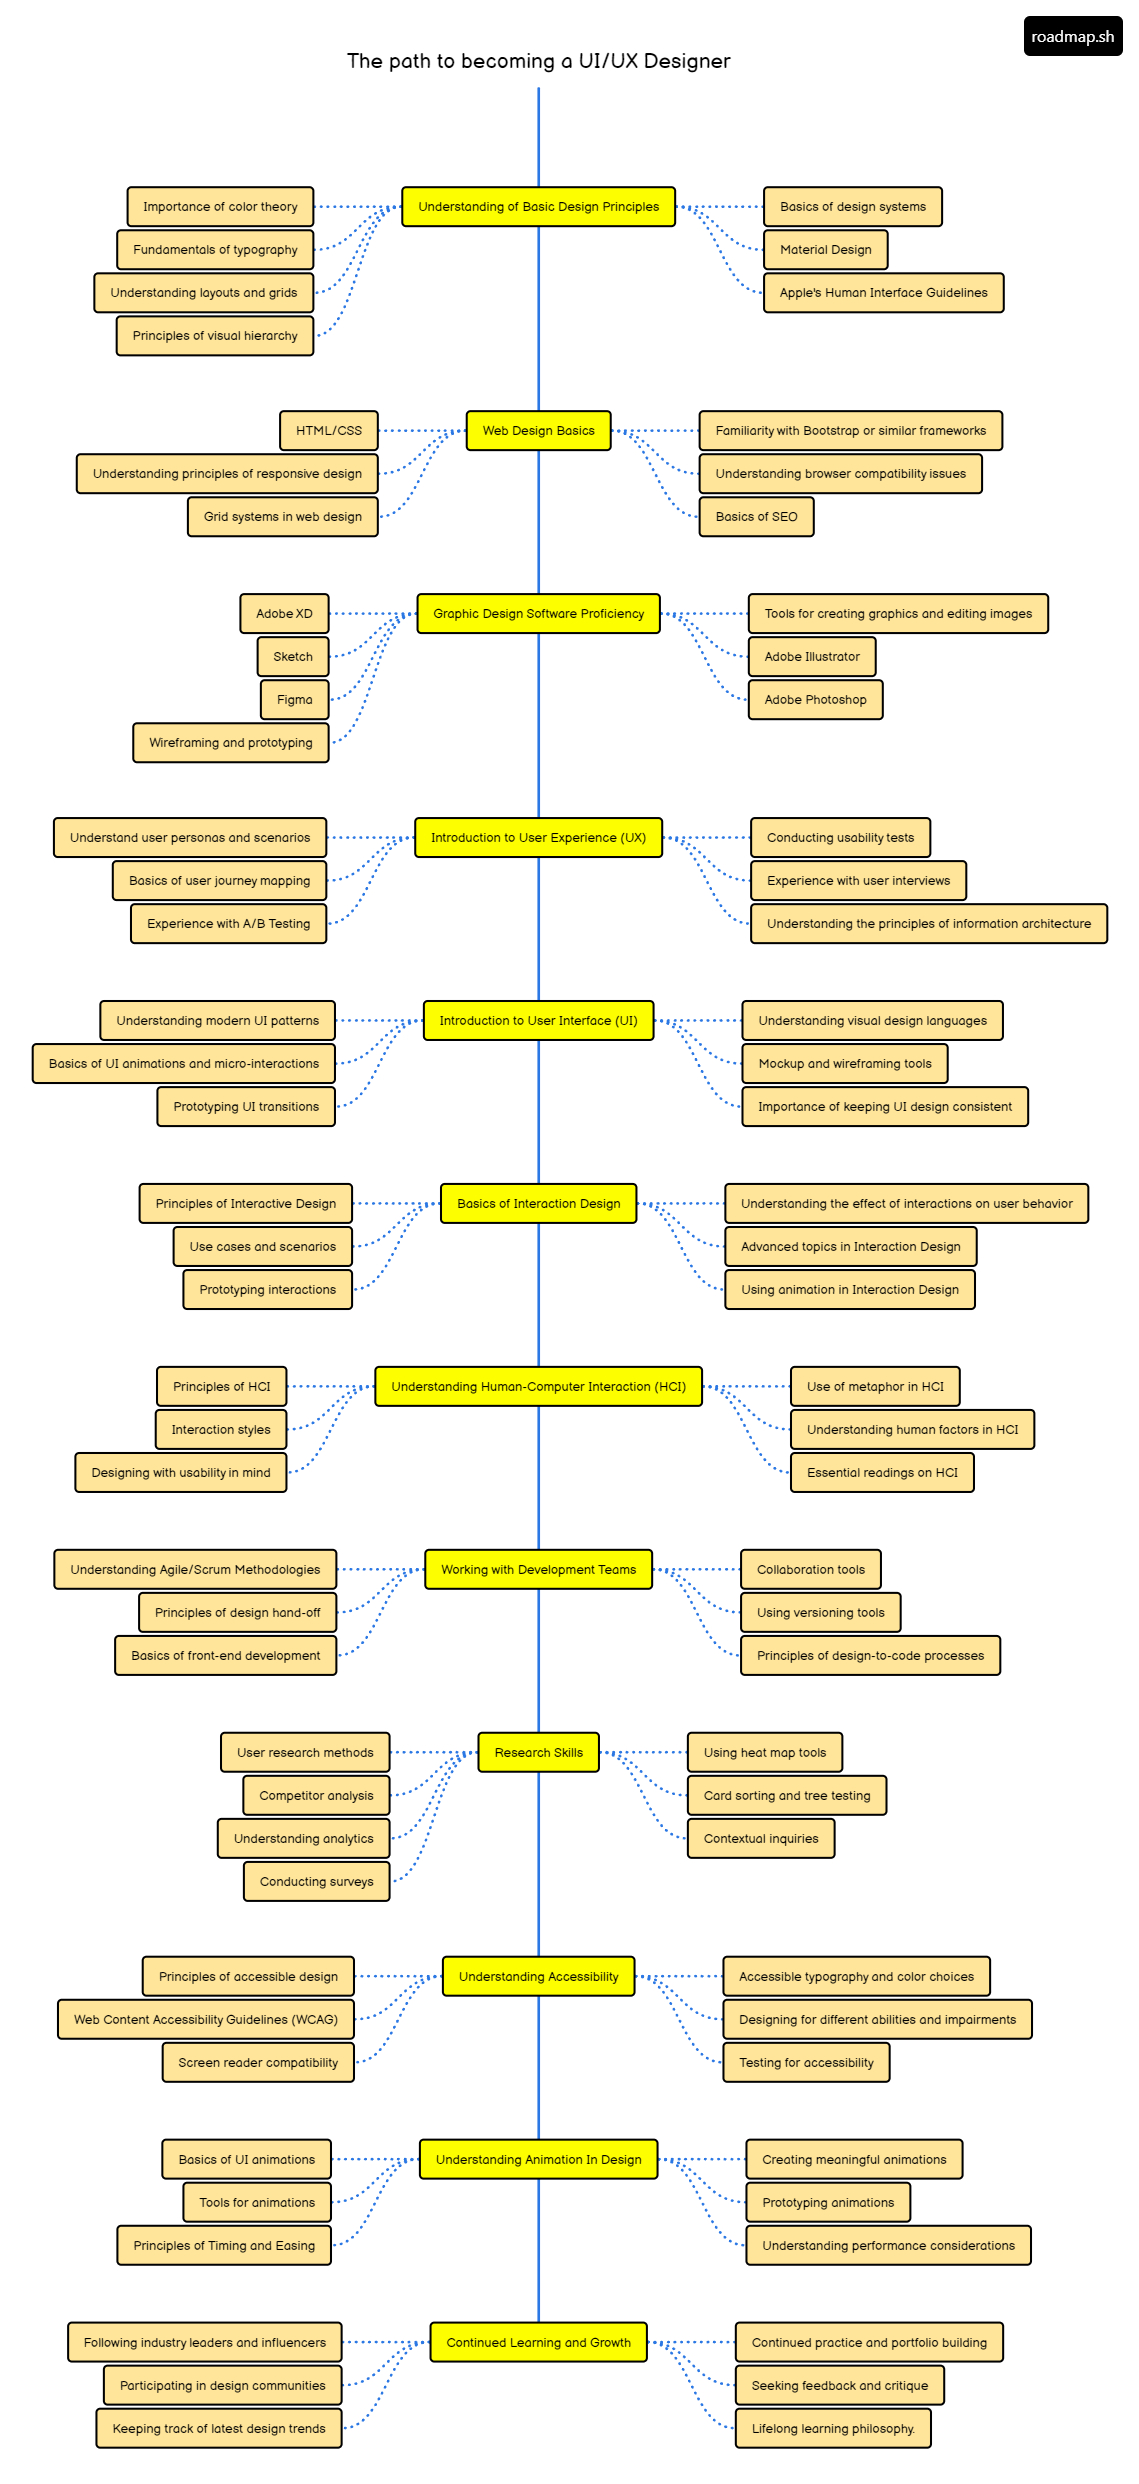 roadmap.sh
The path to becoming a UI/UX Designer
Importance of color theory
Fundamentals of typography
Understanding layouts and grids
Principles of visual hierarchy
Understanding of Basic Design Principles
Basics of design systems
Material Design
Apple's Human Interface Guidelines
HTML/CSS
Understanding principles of responsive design
Grid systems in web design
Web Design Basics
Familiarity with Bootstrap or similar frameworks
Understanding browser compatibility issues
Basics of SEO
Adobe XD
Sketch
Figma
Wireframing and prototyping
Graphic Design Software Proficiency
Tools for creating graphics and editing images
Adobe Illustrator
Adobe Photoshop
Understand user personas and scenarios
Basics of user journey mapping
Experience with A/B Testing
Introduction to User Experience (UX)
Conducting usability tests
Experience with user interviews
Understanding the principles of information architecture
Understanding modern UI patterns
Basics of UI animations and micro-interactions
Prototyping UI transitions
Introduction to User Interface (UI)
Understanding visual design languages
Mockup and wireframing tools
Importance of keeping UI design consistent
Principles of Interactive Design
Use cases and scenarios
Prototyping interactions
Basics of Interaction Design
Understanding the effect of interactions on user behavior
Advanced topics in Interaction Design
Using animation in Interaction Design
Principles of HCI
Interaction styles
Designing with usability in mind
Understanding Human-Computer Interaction (HCI)
Use of metaphor in HCI
Understanding human factors in HCI
Essential readings on HCI
Understanding Agile/Scrum Methodologies
Principles of design hand-off
Basics of front-end development
Working with Development Teams
Collaboration tools
Using versioning tools
Principles of design-to-code processes
User research methods
Competitor analysis
Understanding analytics
Conducting surveys
Research Skills
Using heat map tools
Card sorting and tree testing
Contextual inquiries
Principles of accessible design
Web Content Accessibility Guidelines (WCAG)
Screen reader compatibility
Understanding Accessibility
Accessible typography and color choices
Designing for different abilities and impairments
Testing for accessibility
Basics of UI animations
Tools for animations
Principles of Timing and Easing
Understanding Animation In Design
Creating meaningful animations
Prototyping animations
Understanding performance considerations
Following industry leaders and influencers
Participating in design communities
Keeping track of latest design trends
Continued Learning and Growth
Continued practice and portfolio building
Seeking feedback and critique
Lifelong learning philosophy.